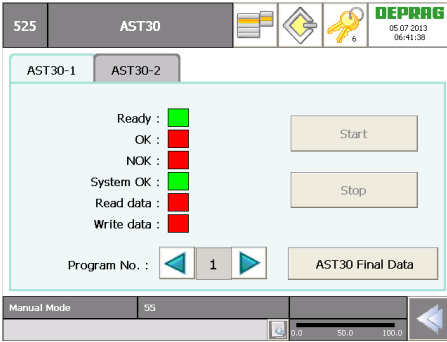 525
AST30
6
DEPRAG
05 07 2013
06:41:38
AST30-1
AST30-2
Ready :
OK :
NOK :
System OK :
Read data :
Write data :
Start
Stop
Program No. :
1
AST30 Final Data
Manual Mode
55
0.0 50.0 100.0